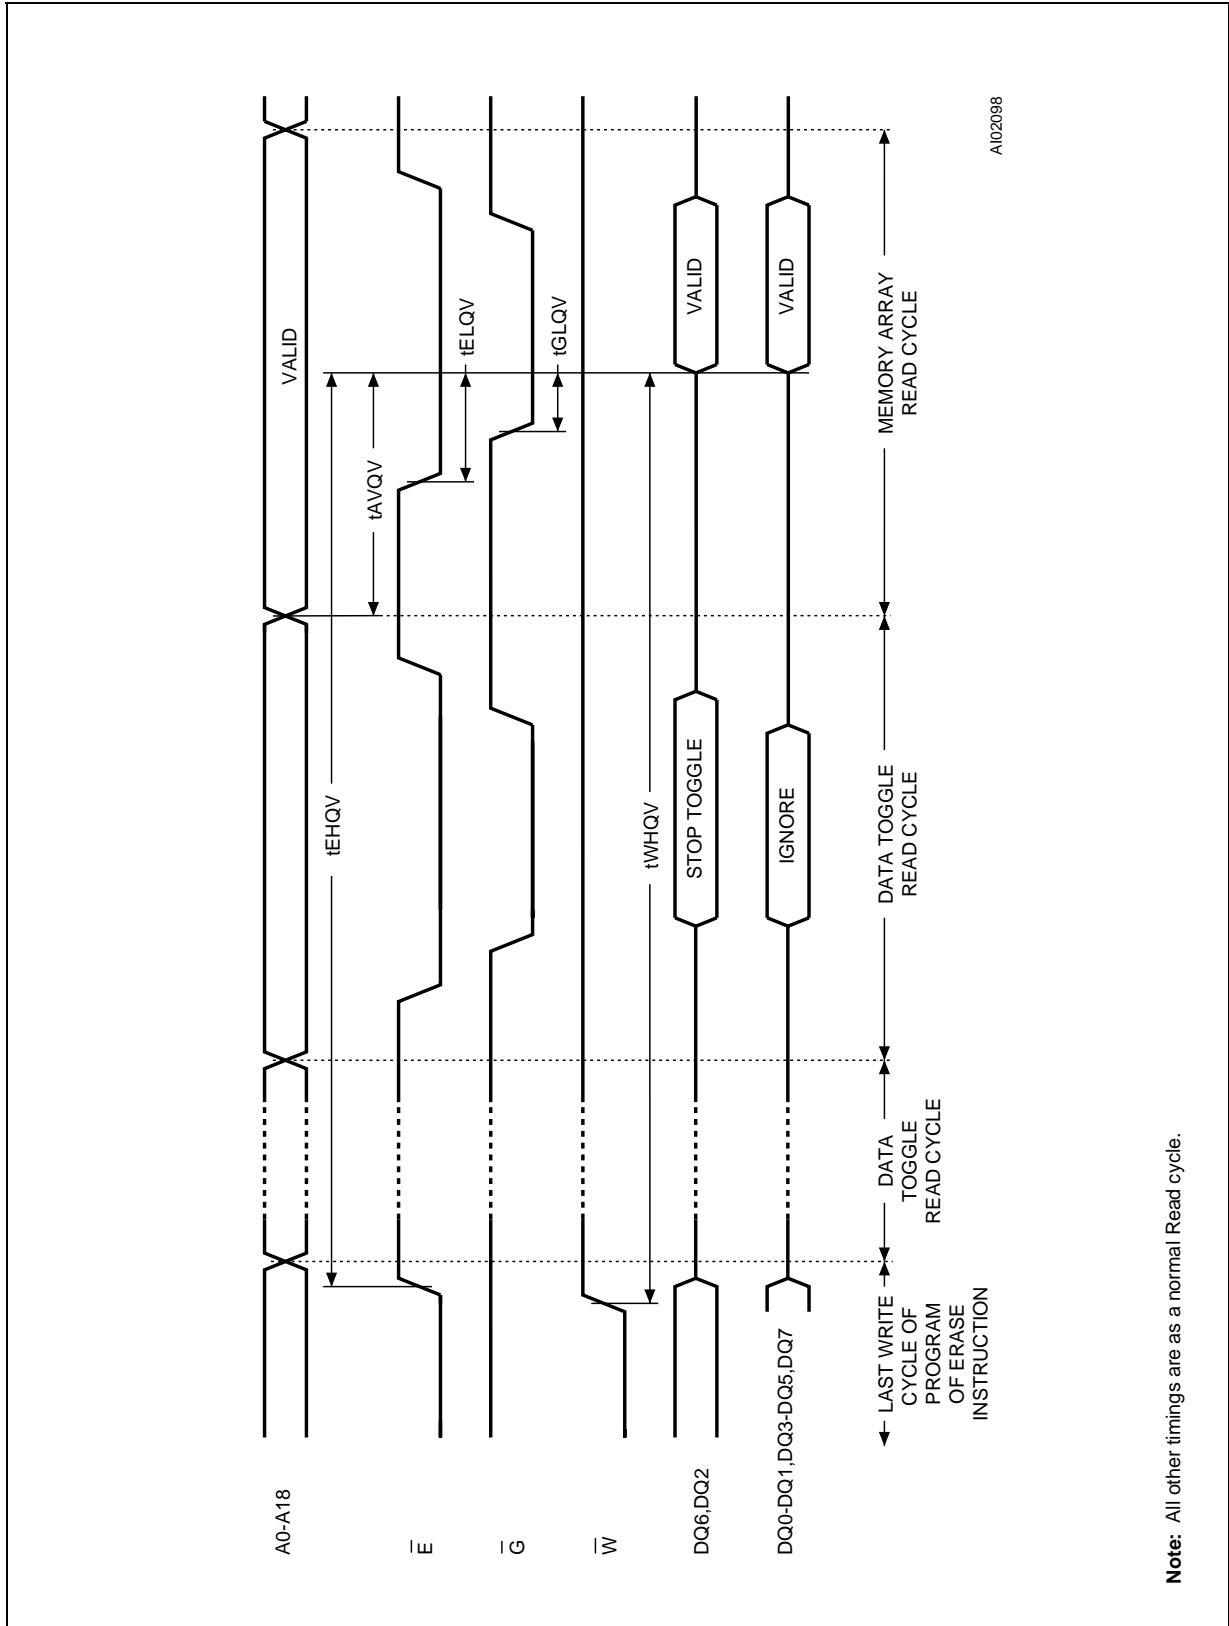 A0-A18
VALID
tEHQV
tAVQV
E
tELQV
G
tGLQV
W
tWHQV
DQ6,DQ2
STOP TOGGLE
VALID
DQ0-DQ1,DQ3-DQ5,DQ7
IGNORE
VALID
LAST WRITE
CYCLE OF
PROGRAM
OF ERASE
INSTRUCTION
DATA
TOGGLE
READ CYCLE
DATA TOGGLE
READ CYCLE
MEMORY ARRAY
READ CYCLE
AI02098
Note: All other timings are as a normal Read cycle.